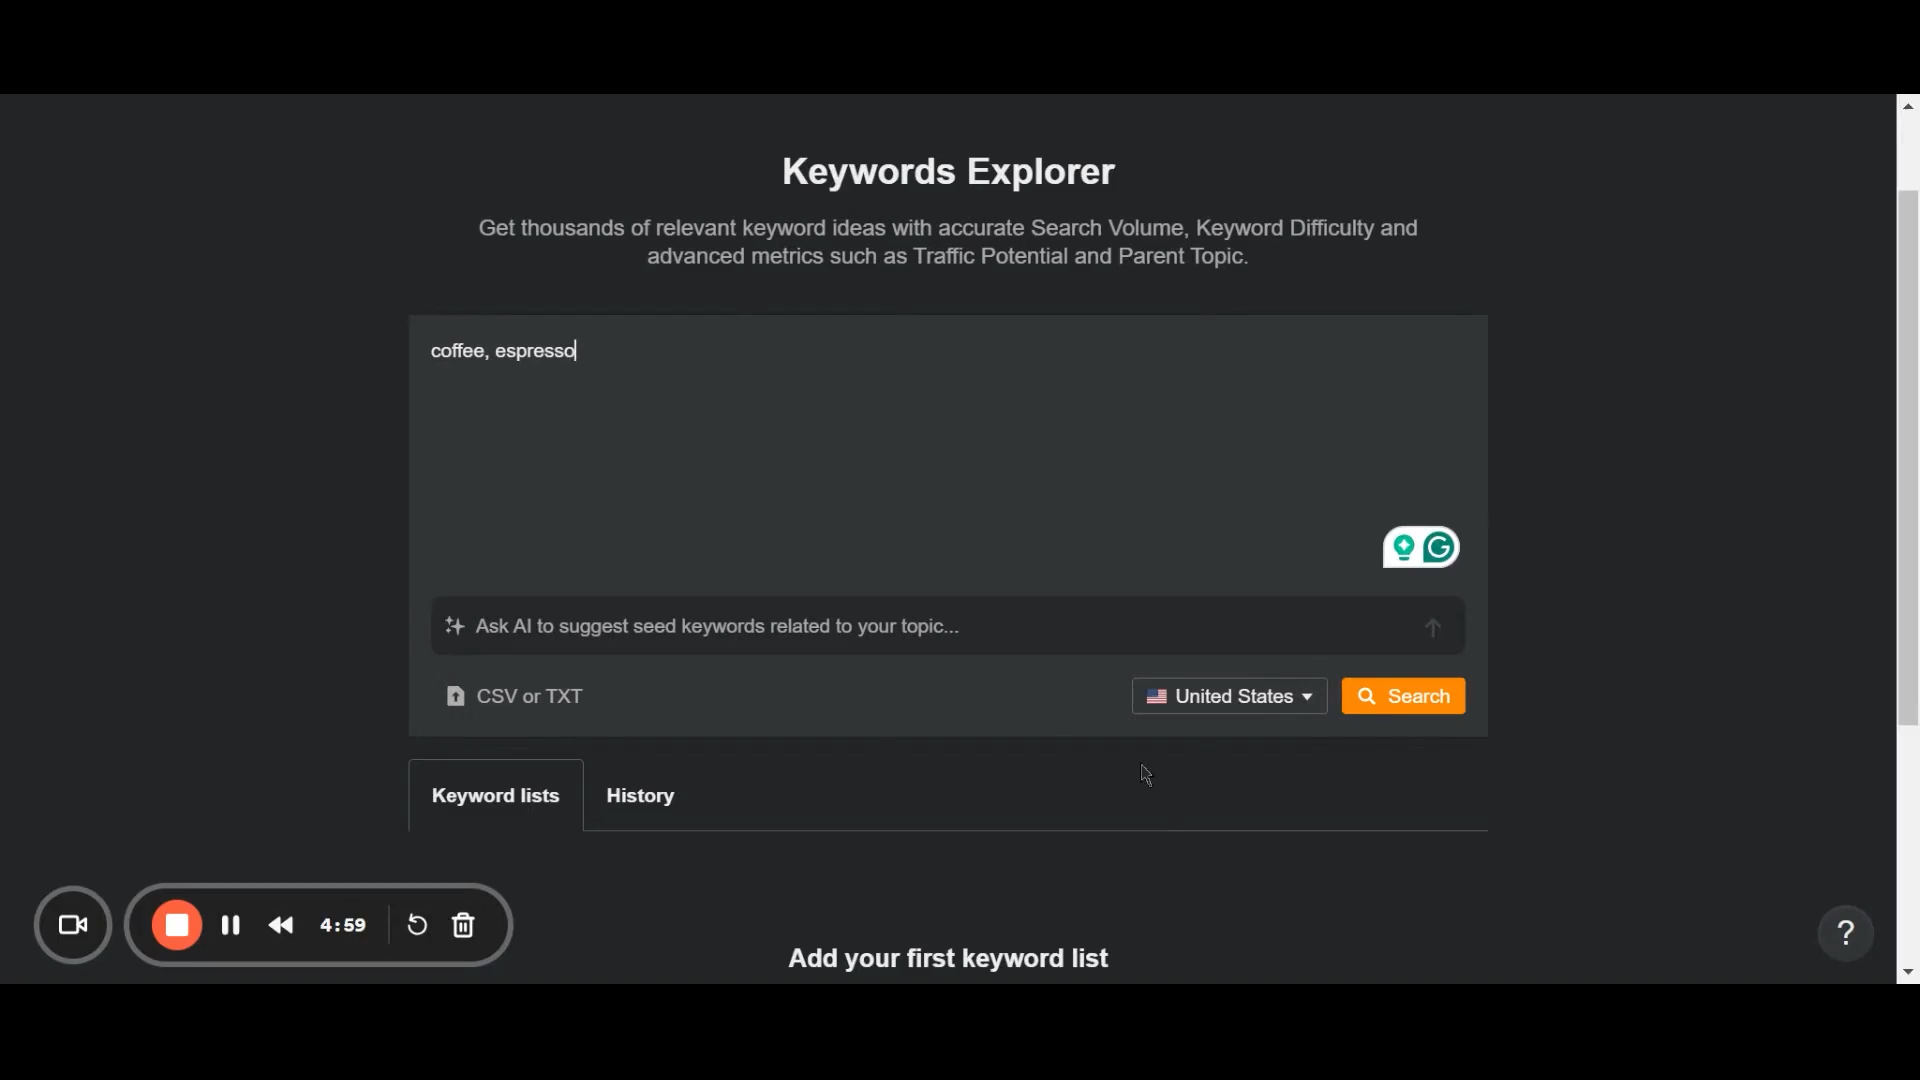 Keywords Explorer
Get thousands of relevant keyword ideas with accurate Search Volume, Keyword Difficulty and
advanced metrics such as Traffic Potential and Parent Topic.
coffee, espresso
Ask AI to suggest seed keywords related to your topic...
CSV or TXT
United States
Search
Keyword lists
History
4:59
?
Add your first keyword list